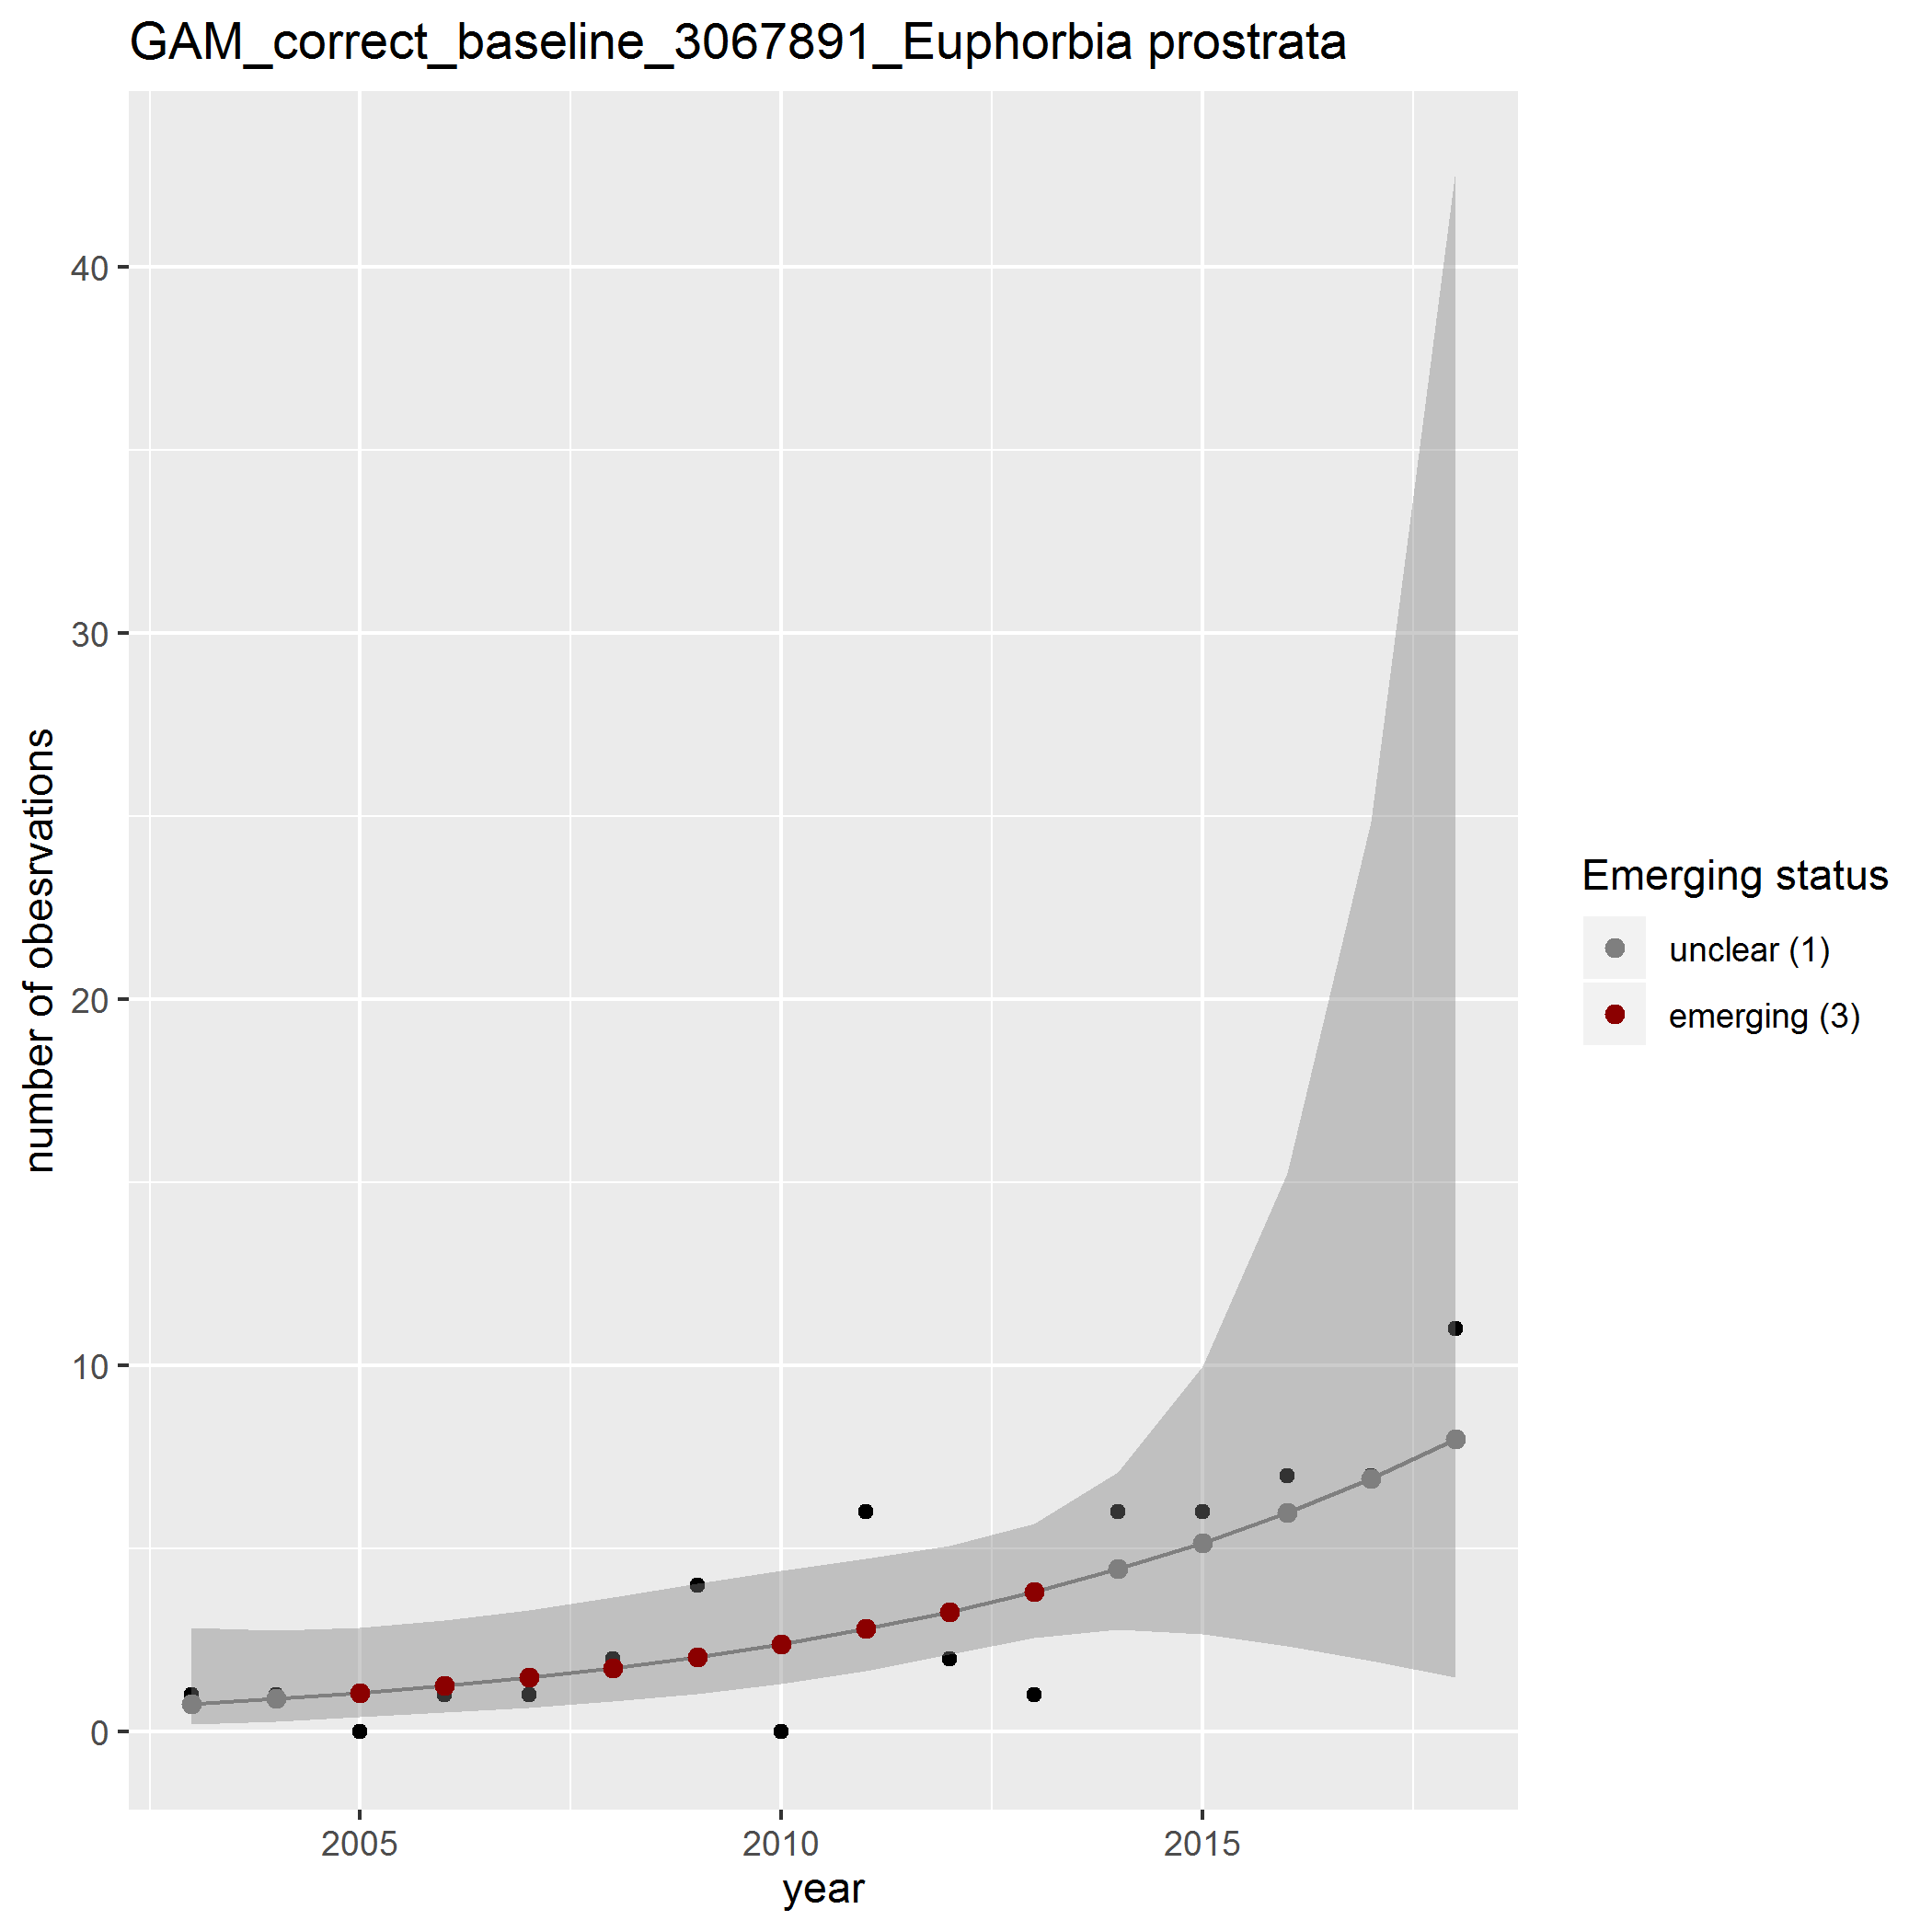 GAM_correct_baseline_3067891_Euphorbia prostrata
40
30
20
10
0
number of obesrvations
2005 2010 2015
year
Emerging status
unclear (1)
emerging (3)